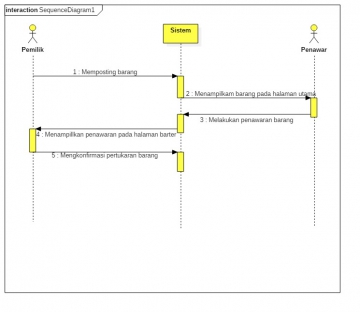 interaction SequenceDiagram1
Sistem
Pemilik
Penawar
1 : Memposting barang
2 : Menampilkam barang pada halaman utama
3 : Melakukan penawaran barang
4 : Menampillkan penawaran pada halaman barter
5 : Mengkonfirmasi pertukaran barang